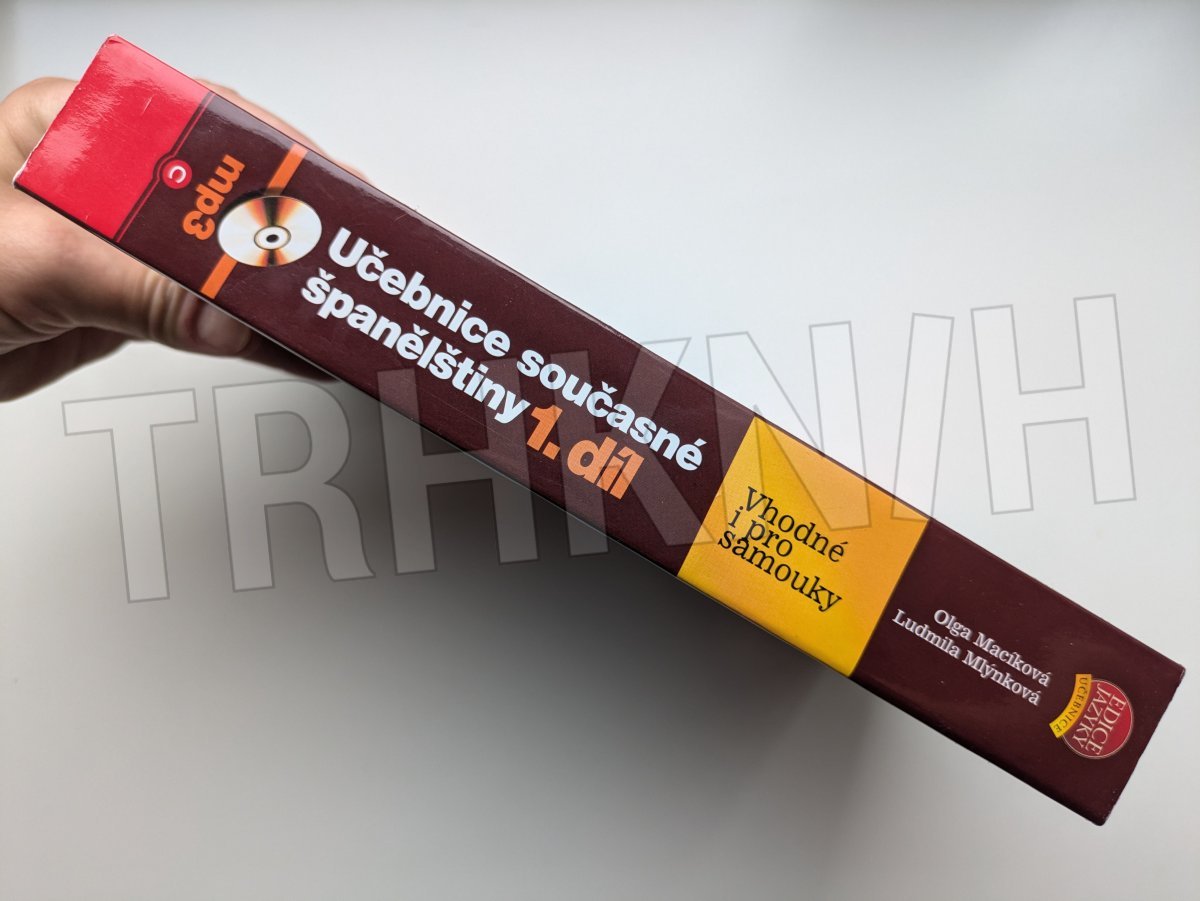 mp3
Učebnice současné
španělštiny 1. díl
Vhodné
i pro
samouky
Olga Macíková
Ludmila Mlýnková
EDICE
JAZYKY
UČEBNICE
TRHKNIH